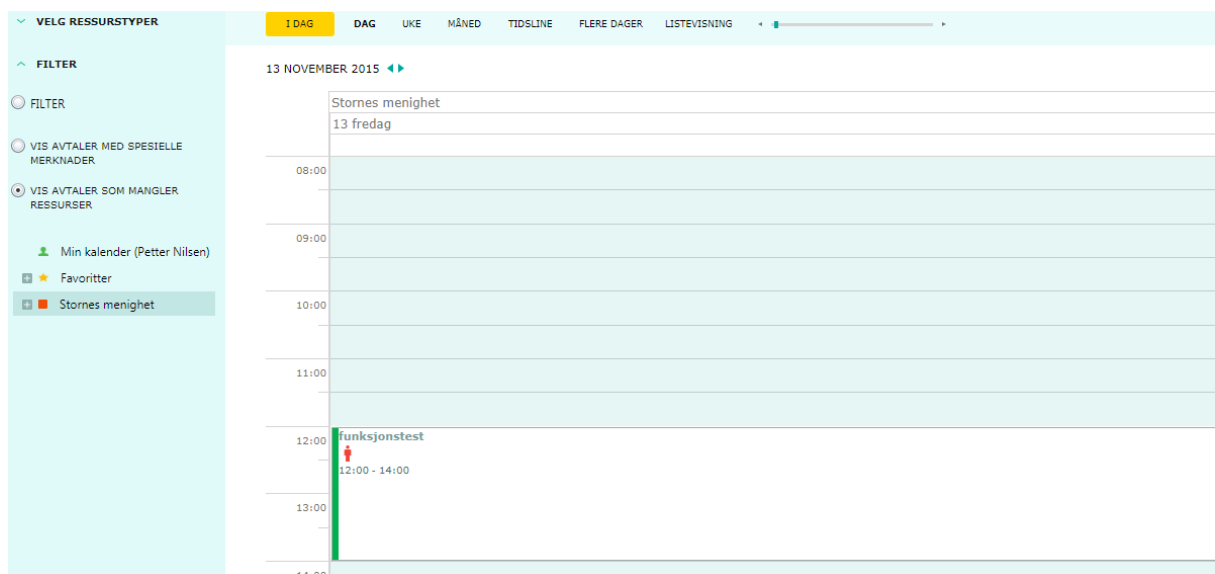 VELG RESSURSTYPER
FILTER
FILTER
VIS AVTALER MED SPESIELLE
MERKNADER
VIS AVTALER SOM MANGLER
RESSURSER
Min kalender (Petter Nilsen)
Favoritter
Stornes menighet
I DAG DAG UKE MÅNED TIDSLINE FLERE DAGER LISTEVISNING
13 NOVEMBER 2015
Stornes menighet
13 fredag
08:00
09:00
10:00
11:00
12:00
funksjonstest
12:00 - 14:00
13:00
14:00